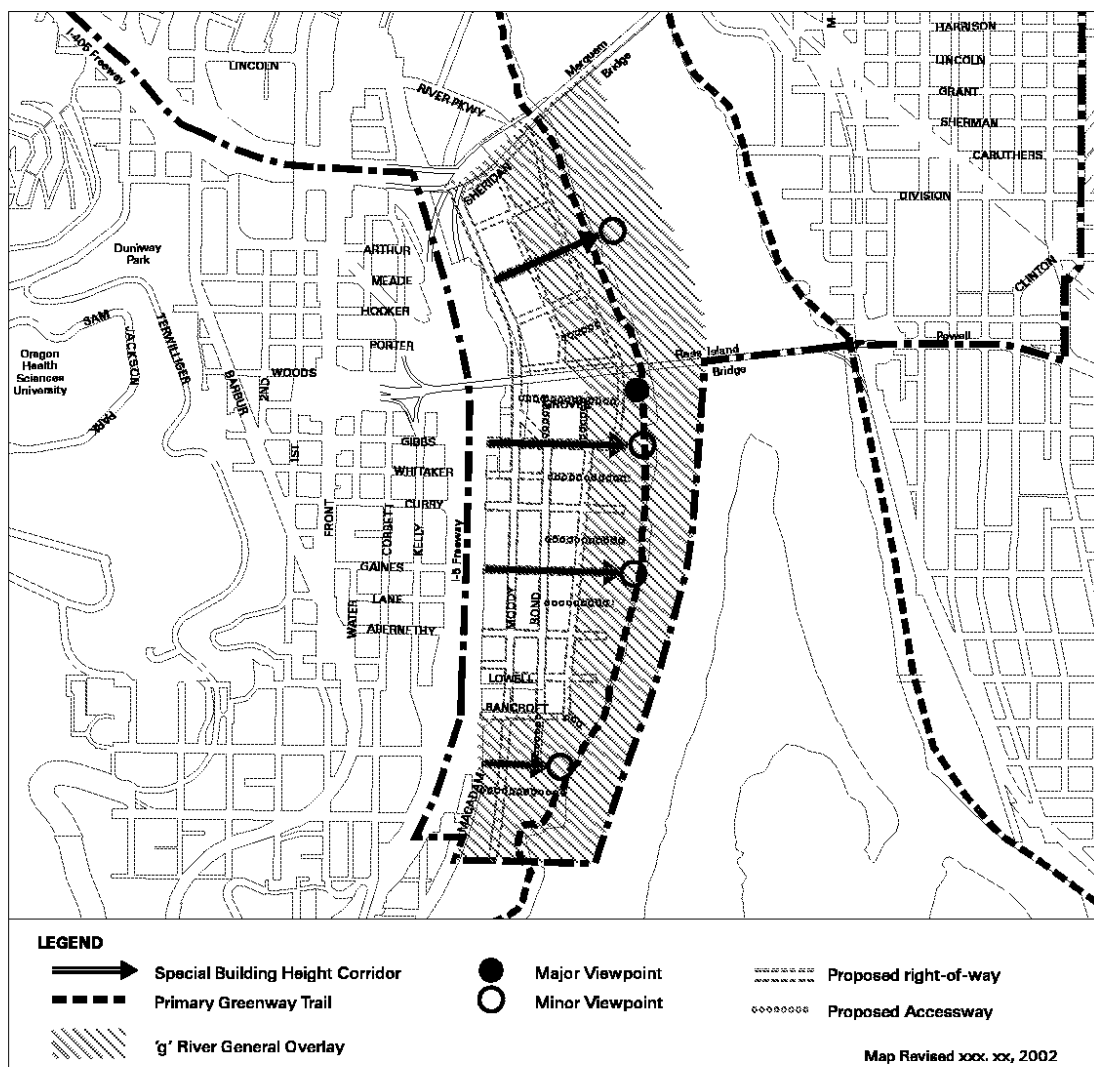 I-405 Freeway
LINCOLN
RIVER PKWY
Marquam
Bridge
M
HARRISON
LINCOLN
GRANT
SHERMAN
CARUTHERS
DIVISION
CLINTON
SHERIDAN
Duniway
Park
ARTHUR
MEADE
HOOKER
PORTER
SAM
JACKSON
PARK
TERWILLIGER
Oregon
Health
Sciences
University
BARBUR
2ND
WOODS
Ross Island
Bridge
Powell
GROVER
1ST
GIBBS
WHITAKER
CURRY
FRONT
CORBETT
KELLY
I-5 Freeway
GAINES
LANE
WATER
ABERNETHY
MOODY
BOND
LOWELL
BANCROFT
MACADAM
LEGEND
Special Building Height Corridor
Primary Greenway Trail
'g' River General Overlay
Major Viewpoint
Minor Viewpoint
Proposed right-of-way
Proposed Accessway
Map Revised xxx. xx, 2002